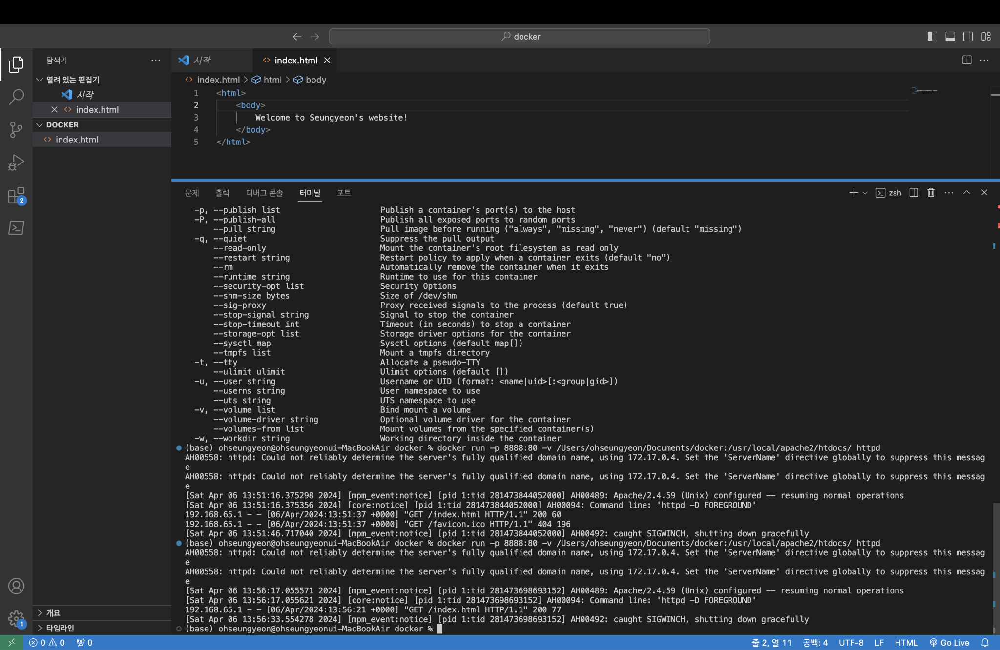 docker
탐색기
시작
index.html
열려 있는 편집기
시작
index.html
DOCKER
index.html
index.html > html > body
1 <html>
2 <body>
3 Welcome to Seungyeon's website!
4 </body>
5 </html>
문제 출력 디버그 콘솔 터미널 포트
zsh
-p, --publish list Publish a container's port(s) to the host
-P, --publish-all Publish all exposed ports to random ports
--pull string Pull image before running ("always", "missing", "never") (default "missing")
-q, --quiet Suppress the pull output
--read-only Mount the container's root filesystem as read only
--restart string Restart policy to apply when a container exits (default "no")
--rm Automatically remove the container when it exits
--runtime string Runtime to use for this container
--security-opt list Security Options
--shm-size bytes Size of /dev/shm
--sig-proxy Proxy received signals to the process (default true)
--stop-signal string Signal to stop the container
--stop-timeout int Timeout (in seconds) to stop a container
--storage-opt list Storage driver options for the container
--sysctl map Sysctl options (default map[])
--tmpfs list Mount a tmpfs directory
-t, --tty Allocate a pseudo-TTY
--ulimit ulimit Ulimit options (default [])
-u, --user string Username or UID (format: <name|uid>[:<group|gid>])
--userns string User namespace to use
--uts string UTS namespace to use
-v, --volume list Bind mount a volume
--volume-driver string Optional volume driver for the container
--volumes-from list Mount volumes from the specified container(s)
-w, --workdir string Working directory inside the container
(base) ohseungyeon@ohseungyeonui-MacBookAir docker % docker run -p 8888:80 -v /Users/ohseungyeon/Documents/docker:/usr/local/apache2/htdocs/ httpd
AH00558: httpd: Could not reliably determine the server's fully qualified domain name, using 172.17.0.4. Set the 'ServerName' directive globally to suppress this messag
e
AH00558: httpd: Could not reliably determine the server's fully qualified domain name, using 172.17.0.4. Set the 'ServerName' directive globally to suppress this messag
e
[Sat Apr 06 13:51:16.375298 2024] [mpm_event:notice] [pid 1:tid 281473844052000] AH00489: Apache/2.4.59 (Unix) configured -- resuming normal operations
[Sat Apr 06 13:51:16.375356 2024] [core:notice] [pid 1:tid 281473844052000] AH00094: Command line: 'httpd -D FOREGROUND'
192.168.65.1 - - [06/Apr/2024:13:51:37 +0000] "GET /index.html HTTP/1.1" 200 60
192.168.65.1 - - [06/Apr/2024:13:51:37 +0000] "GET /favicon.ico HTTP/1.1" 404 196
[Sat Apr 06 13:51:46.717040 2024] [mpm_event:notice] [pid 1:tid 281473844052000] AH00492: caught SIGWINCH, shutting down gracefully
(base) ohseungyeon@ohseungyeonui-MacBookAir docker % docker run -p 8888:80 -v /Users/ohseungyeon/Documents/docker:/usr/local/apache2/htdocs/ httpd
AH00558: httpd: Could not reliably determine the server's fully qualified domain name, using 172.17.0.4. Set the 'ServerName' directive globally to suppress this messag
e
AH00558: httpd: Could not reliably determine the server's fully qualified domain name, using 172.17.0.4. Set the 'ServerName' directive globally to suppress this messag
e
[Sat Apr 06 13:56:17.055571 2024] [mpm_event:notice] [pid 1:tid 281473698693152] AH00489: Apache/2.4.59 (Unix) configured -- resuming normal operations
[Sat Apr 06 13:56:17.055621 2024] [core:notice] [pid 1:tid 281473698693152] AH00094: Command line: 'httpd -D FOREGROUND'
192.168.65.1 - - [06/Apr/2024:13:56:21 +0000] "GET /index.html HTTP/1.1" 200 77
[Sat Apr 06 13:56:33.554278 2024] [mpm_event:notice] [pid 1:tid 281473698693152] AH00492: caught SIGWINCH, shutting down gracefully
(base) ohseungyeon@ohseungyeonui-MacBookAir docker %
2
1
개요
타임라인
0 0 0
줄 2, 열 11 공백: 4 UTF-8 LF HTML Go Live